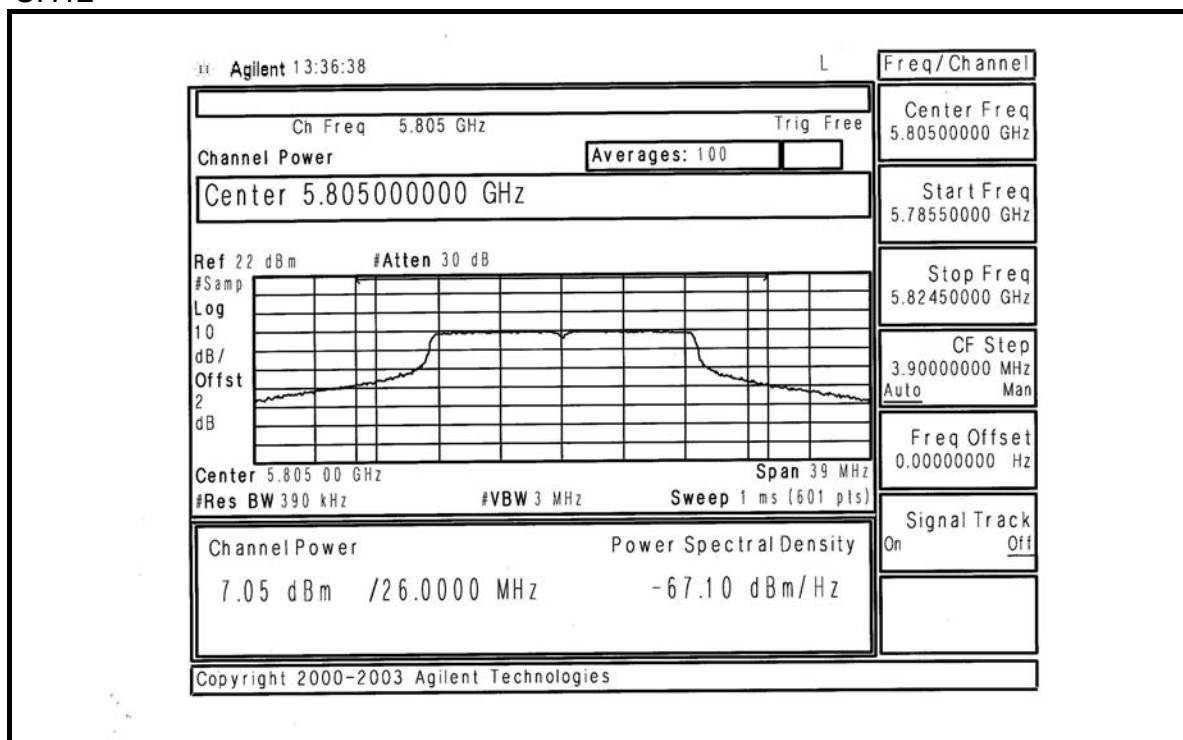 Agilent 13:36:38 L
Ch Freq 5.805 GHz Trig Free
Channel Power Averages: 100
Center 5.805000000 GHz
Ref 22 dBm #Atten 30 dB
#Samp
Log
10
dB/
Offst
2
dB
Center 5.805 00 GHz Span 39 MHz
#Res BW 390 kHz #VBW 3 MHz Sweep 1 ms (601 pts)
Channel Power Power Spectral Density
7.05 dBm /26.0000 MHz -67.10 dBm/Hz
Copyright 2000-2003 Agilent Technologies
Freq/Channel
Center Freq
5.80500000 GHz
Start Freq
5.78550000 GHz
Stop Freq
5.82450000 GHz
CF Step
3.90000000 MHz
Auto Man
Freq Offset
0.00000000 Hz
Signal Track
On Off